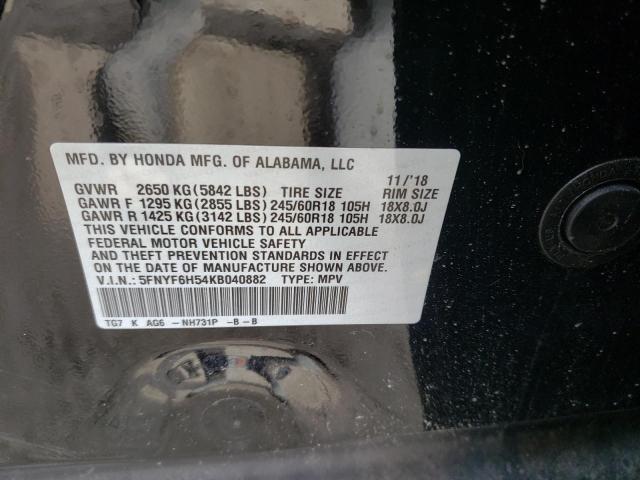 MFD. BY HONDA MFG. OF ALABAMA, LLC 11/'18
GVWR 2650 KG(5842 LBS) TIRE SIZE RIM SIZE
GAWR F 1295 KG(2855 LBS)245/60R18 105H 18X8.0J
GAWR R 1425 KG(3142 LBS)245/60R18 105H 18X8.0J
THIS VEHICLE CONFORMS TO ALL APPLICABLE
FEDERAL MOTOR VEHICLE SAFETY
AND THEFT PREVENTION STANDARDS IN EFFECT
ON THE DATE OF MANUFACTURE SHOWN ABOVE.
V.I.N.: 5FNYF6H54KB040882 TYPE: MPV
TG7 K AG6 -NH731P -B-B